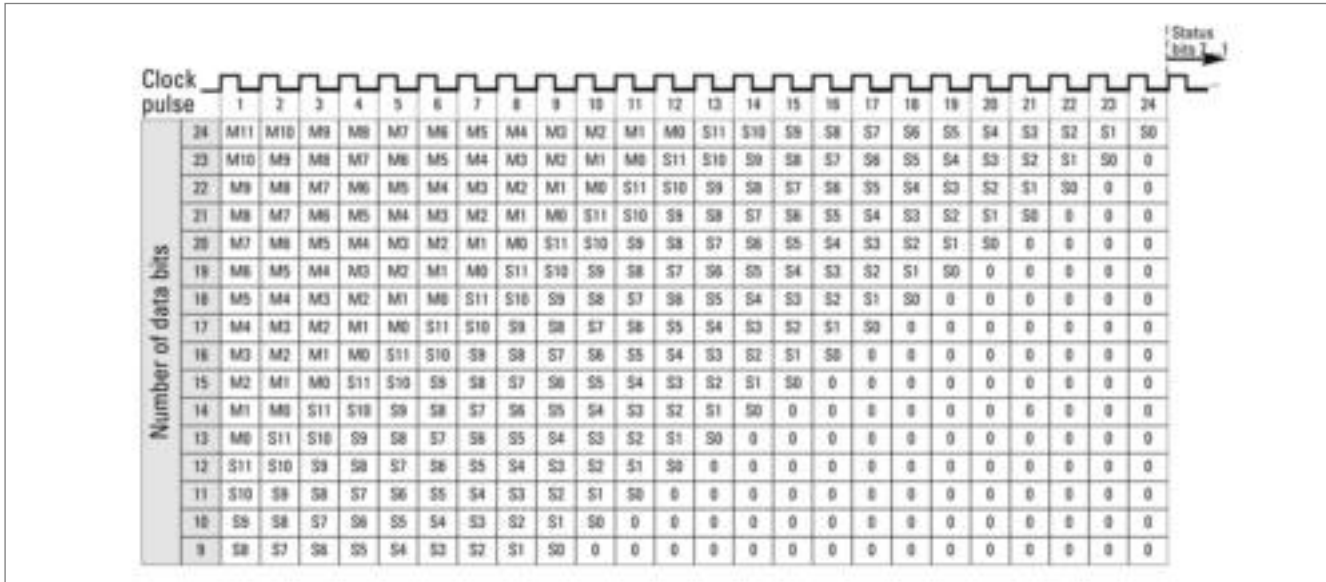 Status
bits 7...1
Clock
pulse
1 2 3 4 5 6 7 8 9 10 11 12 13 14 15 16 17 18 19 20 21 22 23 24
Number of data bits
24 M11 M10 M9 M8 M7 M6 M5 M4 M3 M2 M1 M0 S11 S10 S9 S8 S7 S6 S5 S4 S3 S2 S1 S0
23 M10 M9 M8 M7 M6 M5 M4 M3 M2 M1 M0 S11 S10 S9 S8 S7 S6 S5 S4 S3 S2 S1 S0 0
22 M9 M8 M7 M6 M5 M4 M3 M2 M1 M0 S11 S10 S9 S8 S7 S6 S5 S4 S3 S2 S1 S0 0 0
21 M8 M7 M6 M5 M4 M3 M2 M1 M0 S11 S10 S9 S8 S7 S6 S5 S4 S3 S2 S1 S0 0 0 0
20 M7 M6 M5 M4 M3 M2 M1 M0 S11 S10 S9 S8 S7 S6 S5 S4 S3 S2 S1 S0 0 0 0 0
19 M6 M5 M4 M3 M2 M1 M0 S11 S10 S9 S8 S7 S6 S5 S4 S3 S2 S1 S0 0 0 0 0 0
18 M5 M4 M3 M2 M1 M0 S11 S10 S9 S8 S7 S6 S5 S4 S3 S2 S1 S0 0 0 0 0 0 0
17 M4 M3 M2 M1 M0 S11 S10 S9 S8 S7 S6 S5 S4 S3 S2 S1 S0 0 0 0 0 0 0 0
16 M3 M2 M1 M0 S11 S10 S9 S8 S7 S6 S5 S4 S3 S2 S1 S0 0 0 0 0 0 0 0 0
15 M2 M1 M0 S11 S10 S9 S8 S7 S6 S5 S4 S3 S2 S1 S0 0 0 0 0 0 0 0 0 0
14 M1 M0 S11 S10 S9 S8 S7 S6 S5 S4 S3 S2 S1 S0 0 0 0 0 0 0 0 0 0 0
13 M0 S11 S10 S9 S8 S7 S6 S5 S4 S3 S2 S1 S0 0 0 0 0 0 0 0 0 0 0 0
12 S11 S10 S9 S8 S7 S6 S5 S4 S3 S2 S1 S0 0 0 0 0 0 0 0 0 0 0 0 0
11 S10 S9 S8 S7 S6 S5 S4 S3 S2 S1 S0 0 0 0 0 0 0 0 0 0 0 0 0 0
10 S9 S8 S7 S6 S5 S4 S3 S2 S1 S0 0 0 0 0 0 0 0 0 0 0 0 0 0 0
9 S8 S7 S6 S5 S4 S3 S2 S1 S0 0 0 0 0 0 0 0 0 0 0 0 0 0 0 0